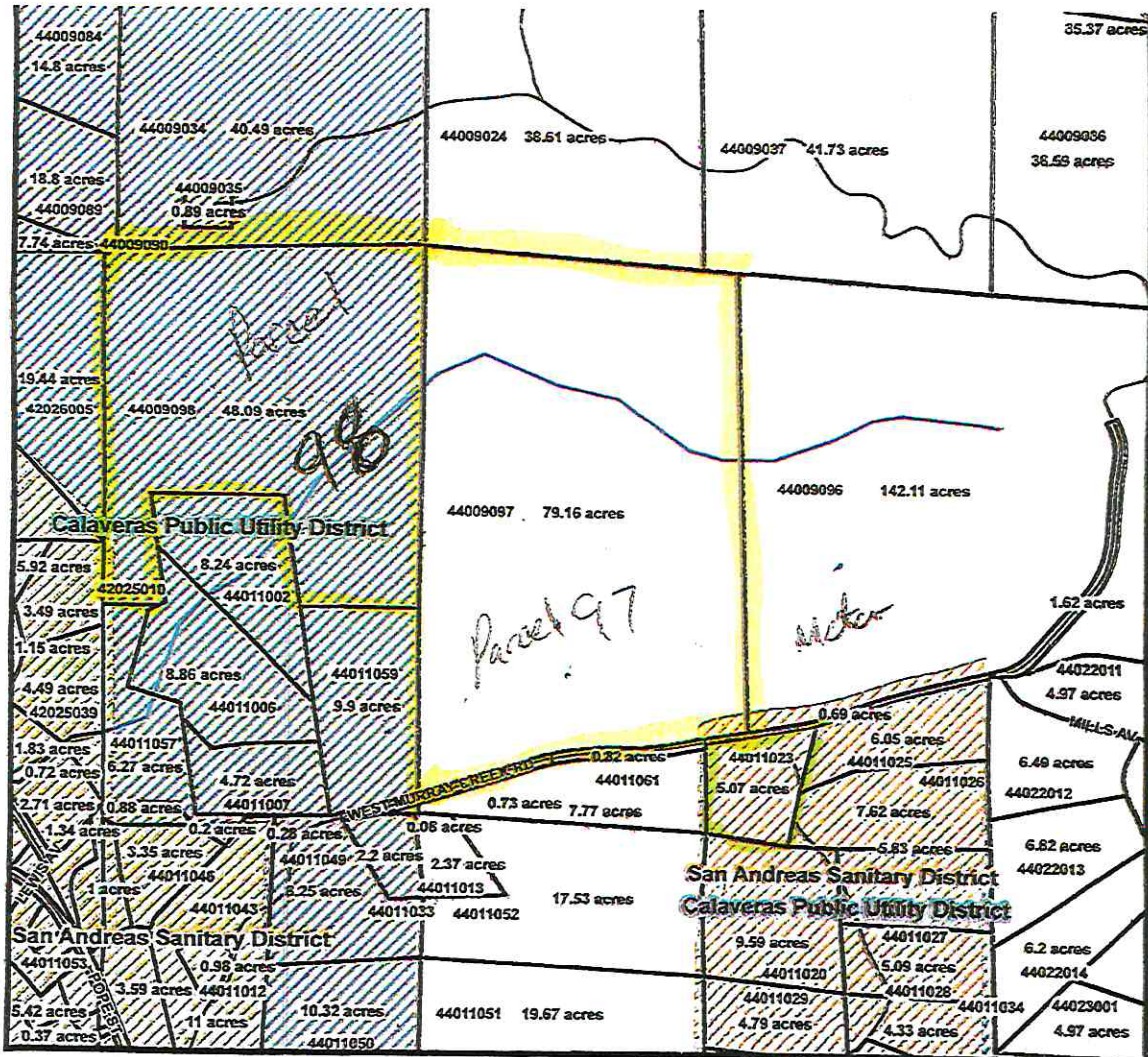 35.37 acres
44009084
14.8 acres
44009034 40.49 acres
44009024 38.61 acres
44009037 41.73 acres
44009036
38.59 acres
18.8 acres
44009035
44009089
0.89 acres
7.74 acres
44009090
Parcel
98
19.44 acres
42026005
44009098 48.09 acres
44009097 79.16 acres
44009096 142.11 acres
Calaveras Public Utility District
5.92 acres
8.24 acres
42025010
44011002
3.49 acres
1.15 acres
Parcel 97
1.62 acres
8.86 acres
44011059
9.9 acres
4.49 acres
42025039
44011006
44022011
4.97 acres
MILLS AV
0.69 acres
6.05 acres
1.83 acres
44011057
6.27 acres
0.72 acres
4.72 acres
0.82 acres
44011061
44011023
5.07 acres
44011025
44011026
6.49 acres
44022012
2.71 acres
0.88 acres
44011007
WEST MURRAY CREEK RD
0.73 acres
7.77 acres
7.62 acres
1.34 acres
0.2 acres
0.28 acres
0.06 acres
5.83 acres
6.82 acres
44022013
3.35 acres
44011046
44011049
2.2 acres
2.37 acres
44011013
17.53 acres
San Andreas Sanitary District
Calaveras Public Utility District
LEWIS AV
1 acres
44011043
44011033
44011052
San Andreas Sanitary District
44011053
0.98 acres
9.59 acres
44011020
44011027
5.09 acres
44011028
6.2 acres
44022014
POPE ST
3.59 acres
44011012
5.42 acres
0.37 acres
11 acres
10.32 acres
44011050
44011051 19.67 acres
44011029
4.79 acres
4.33 acres
44011034
44023001
4.97 acres